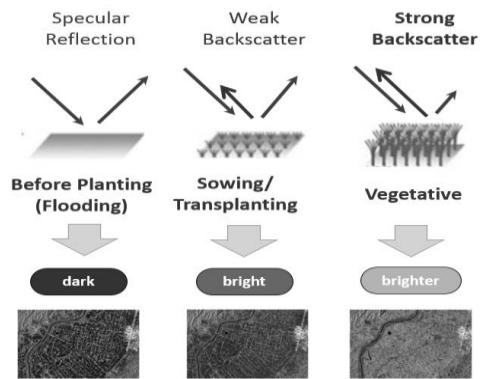 Specular
Reflection
Weak
Backscatter
Strong
Backscatter
Before Planting
(Flooding)
Sowing/
Transplanting
Vegetative
dark
bright
brighter